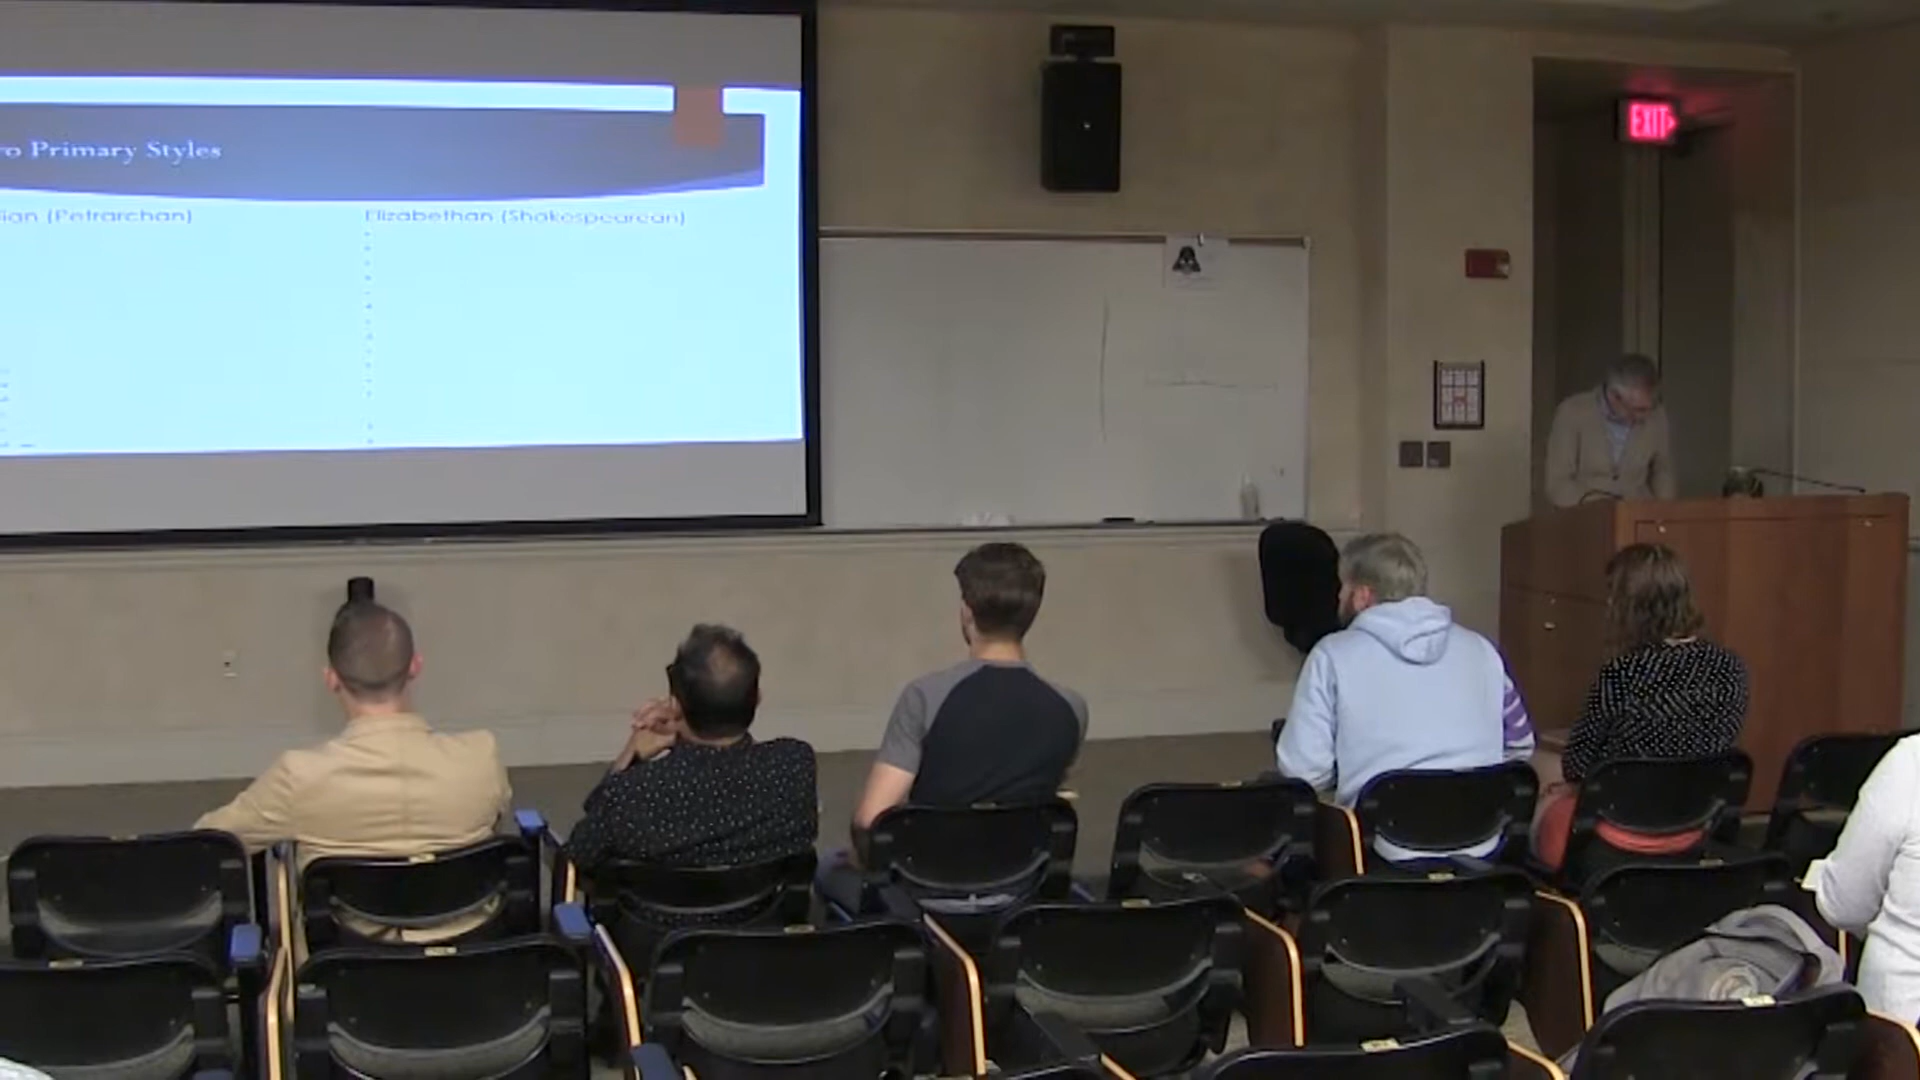 o Primary Styles
ian (Petrarchan)
Elizabethan (Shakespearean)
EXIT